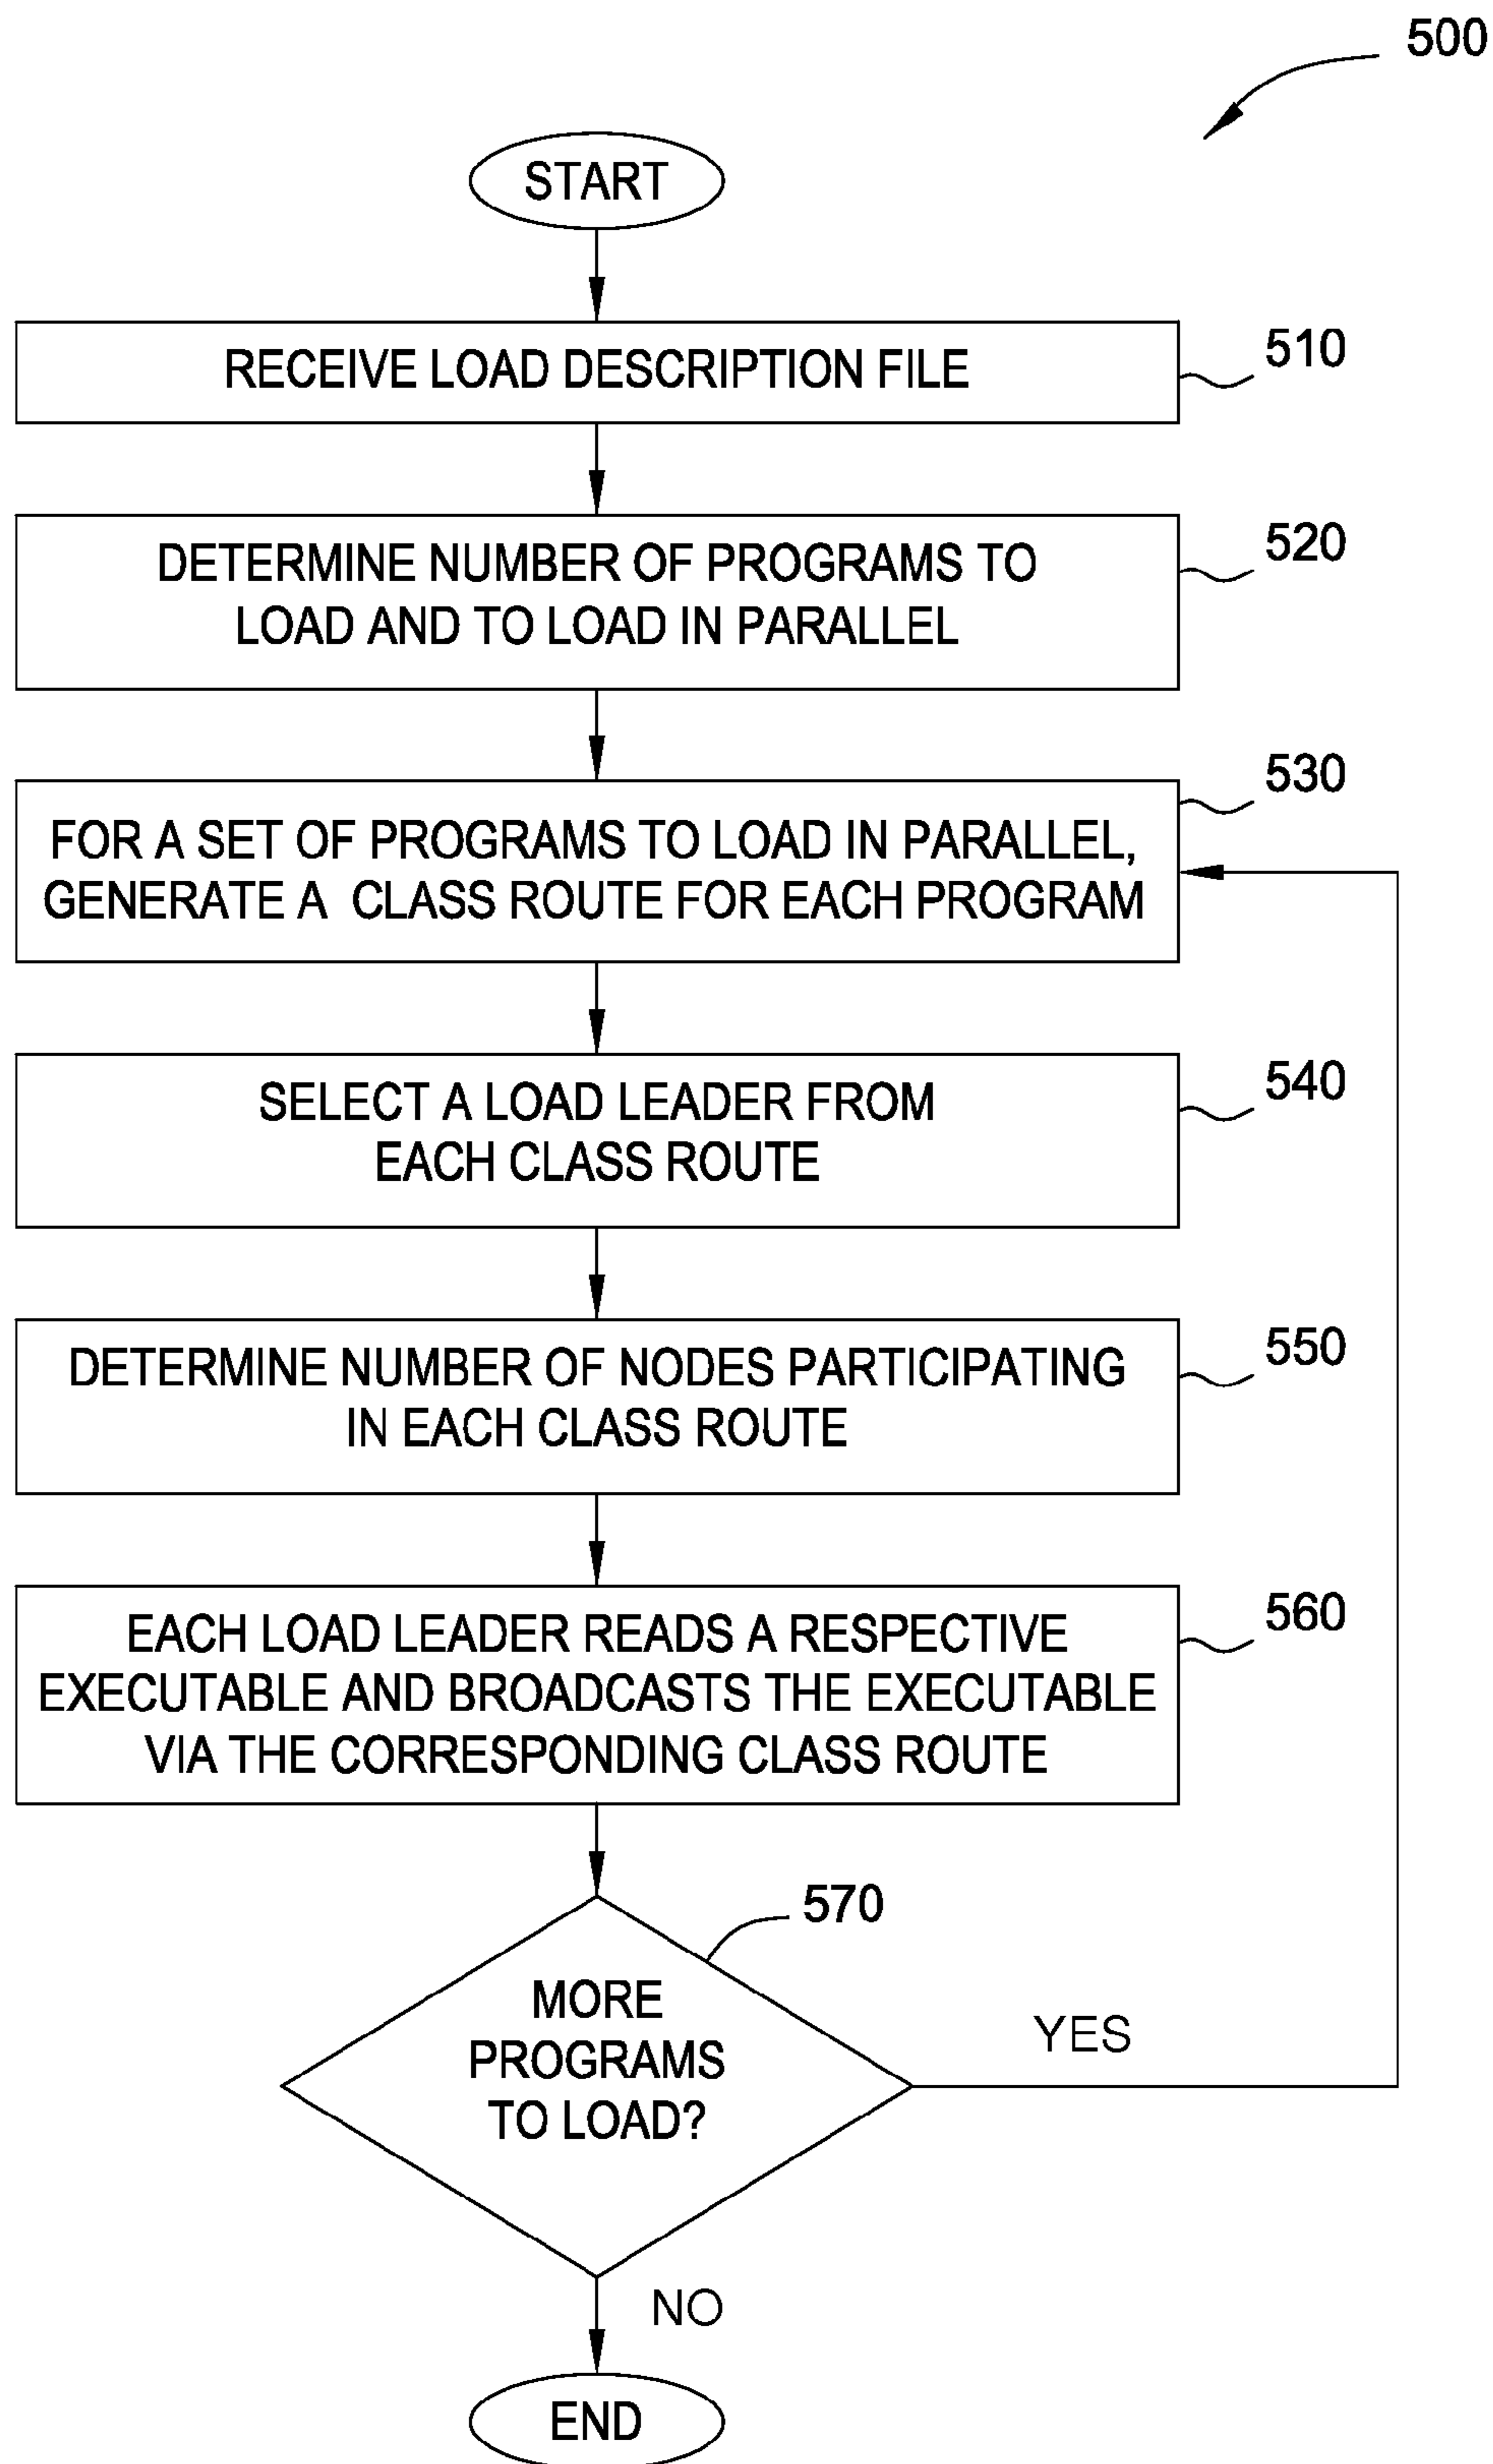 500
START
RECEIVE LOAD DESCRIPTION FILE
510
DETERMINE NUMBER OF PROGRAMS TO
LOAD AND TO LOAD IN PARALLEL
520
FOR A SET OF PROGRAMS TO LOAD IN PARALLEL,
GENERATE A CLASS ROUTE FOR EACH PROGRAM
530
SELECT A LOAD LEADER FROM
EACH CLASS ROUTE
540
DETERMINE NUMBER OF NODES PARTICIPATING
IN EACH CLASS ROUTE
550
EACH LOAD LEADER READS A RESPECTIVE
EXECUTABLE AND BROADCASTS THE EXECUTABLE
VIA THE CORRESPONDING CLASS ROUTE
560
570
MORE
PROGRAMS
TO LOAD?
YES
NO
END